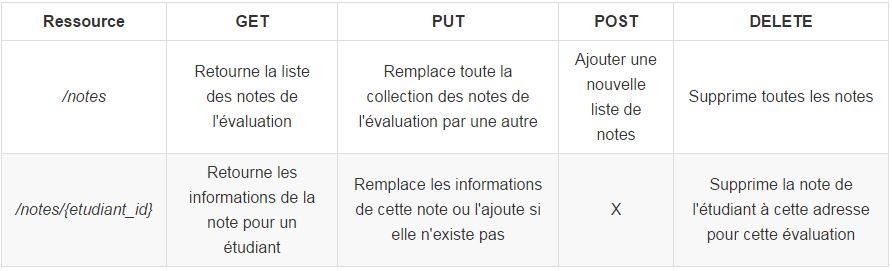 Ressource GET PUT POST DELETE
/notes
Retourne la liste
des notes de
l'évaluation
Remplace toute la
collection des notes de
l'évaluation par une autre
Ajouter une
nouvelle
liste de
notes
Supprime toutes les notes
/notes/{etudiant_id}
Retourne les
informations de la
note pour un
étudiant
Remplace les informations
de cette note ou l'ajoute si
elle n'existe pas
X
Supprime la note de
l'étudiant à cette adresse
pour cette évaluation